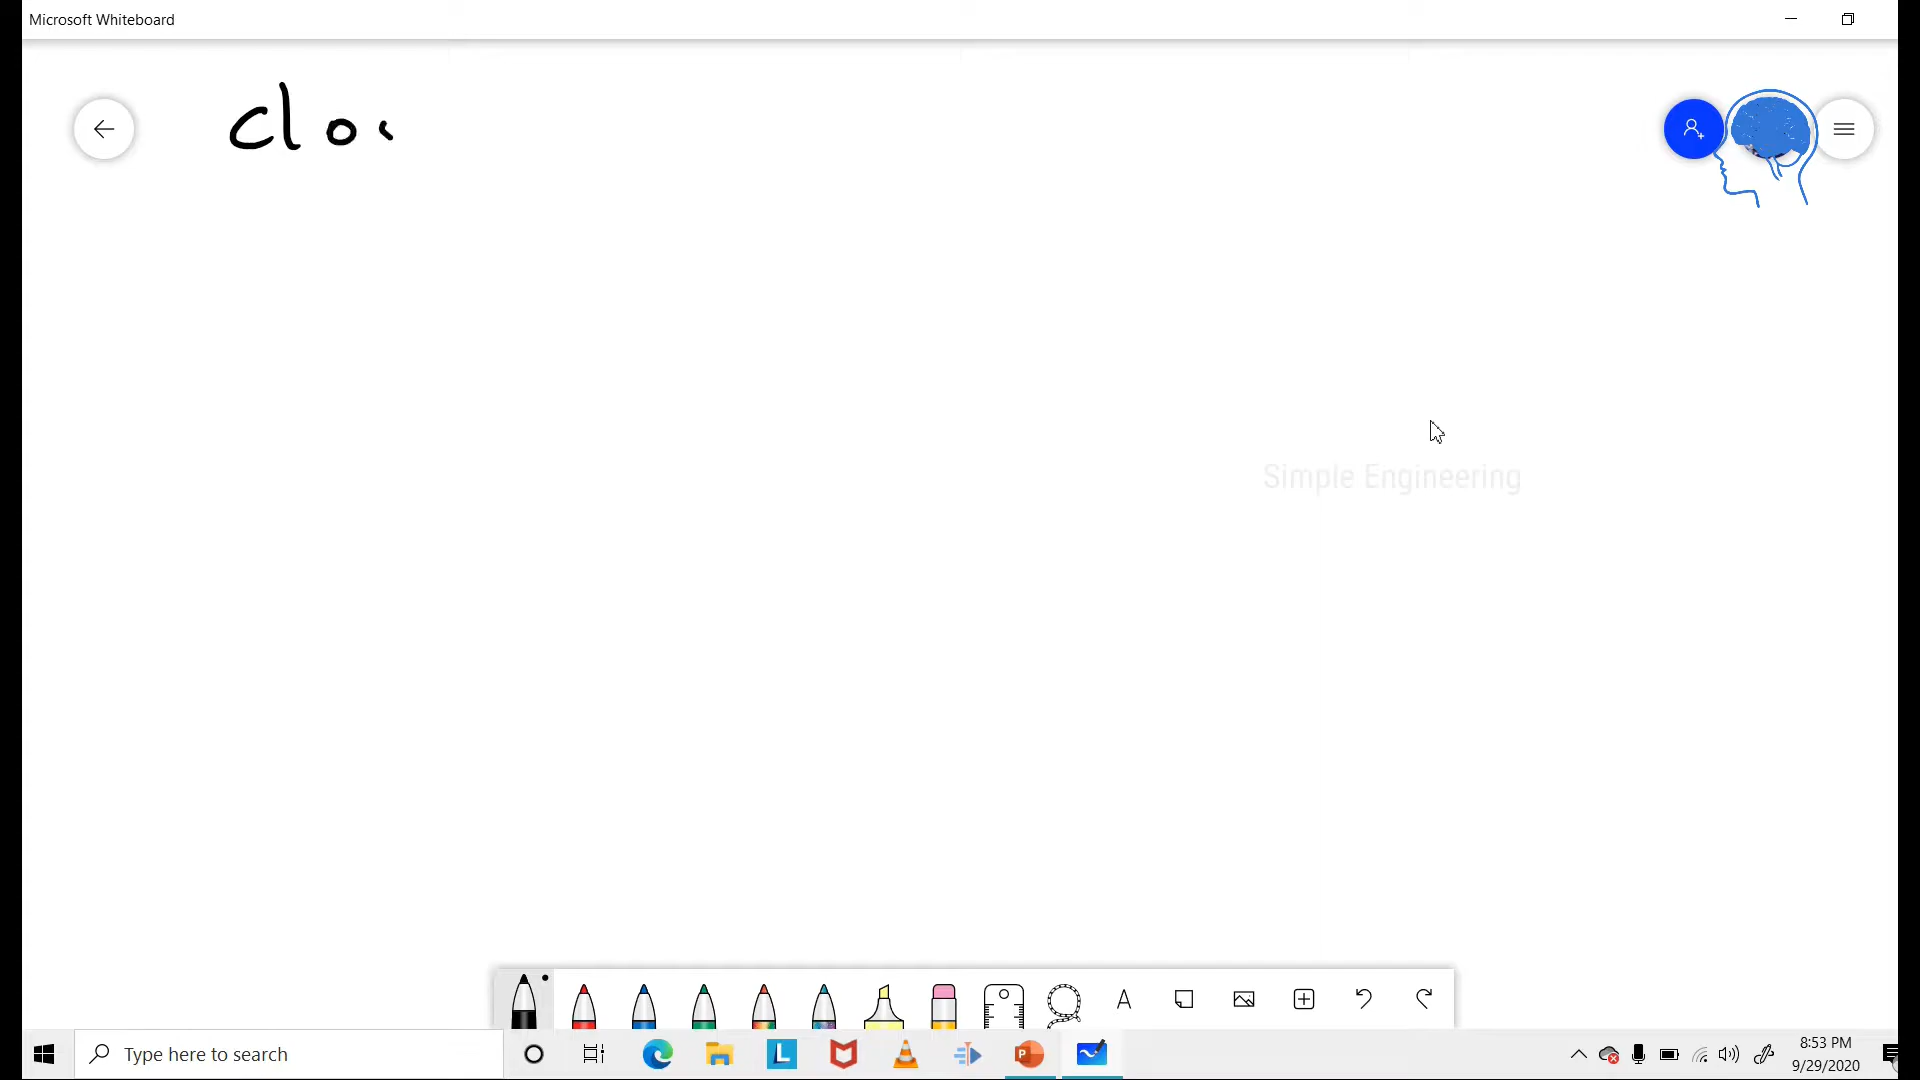 Microsoft Whiteboard
Clo
Simple Engineering
Type here to search
8:53 PM
9/29/2020